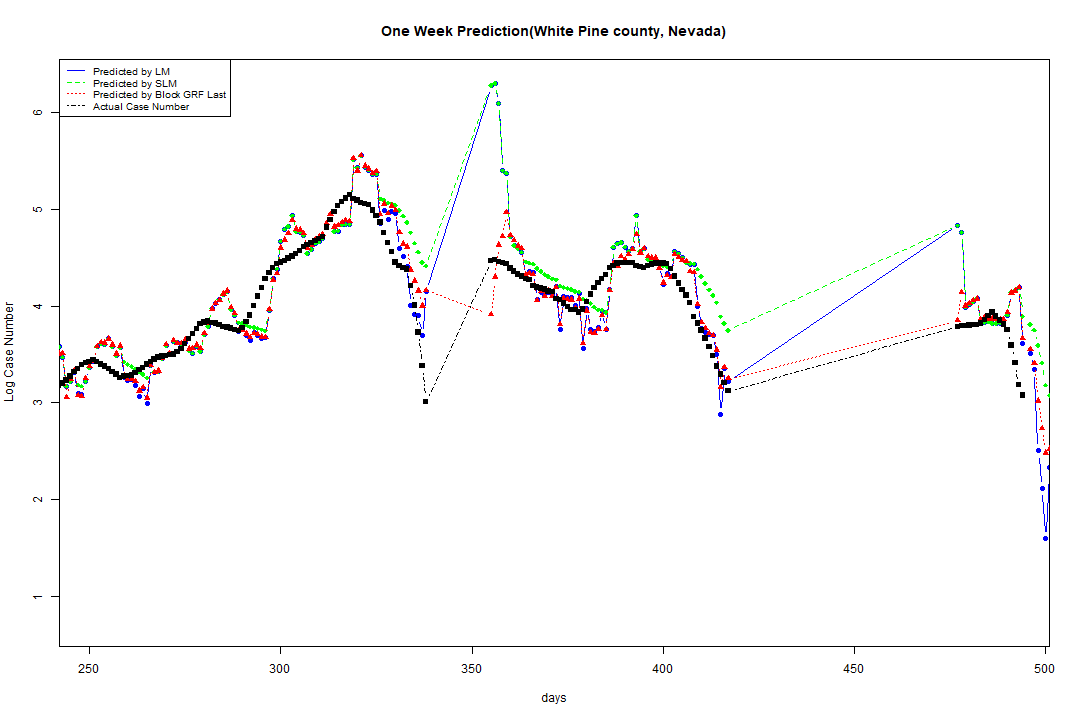 One Week Prediction(White Pine county, Nevada)
Predicted by LM
Predicted by SLM
Predicted by Block GRF Last
Actual Case Number
Log Case Number
6
5
4
3
2
1
250
300
350
400
450
500
days